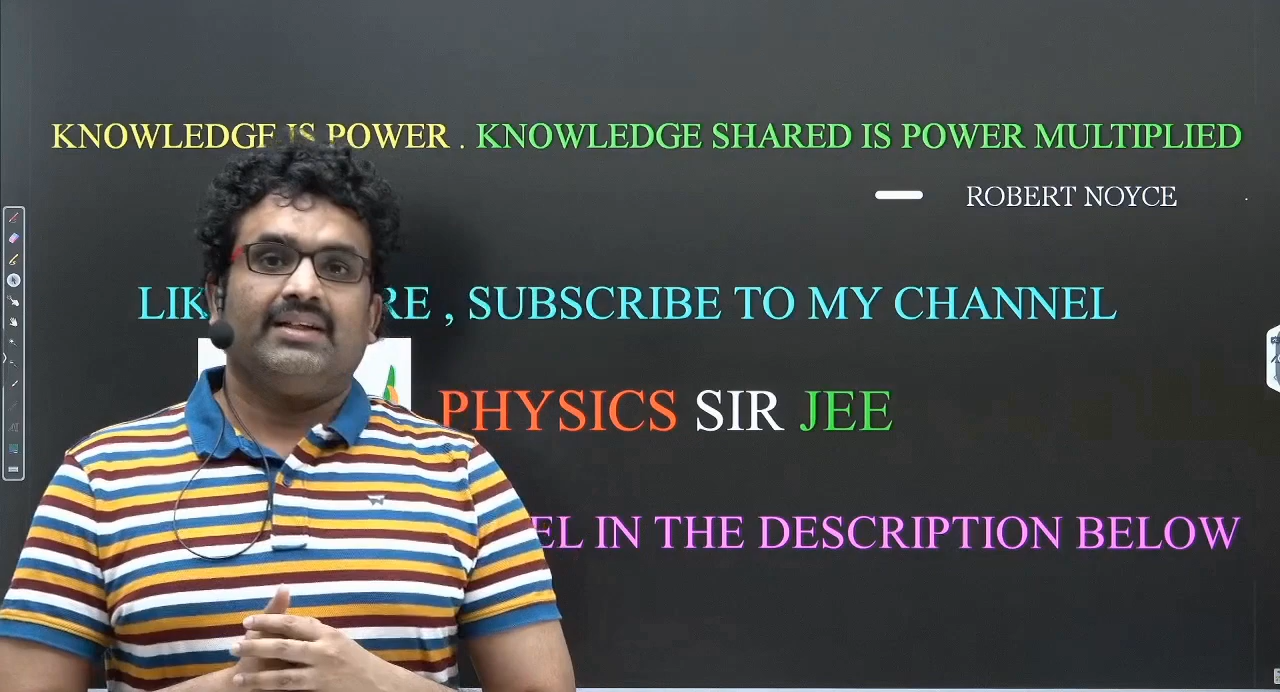 KNOWLEDGE IS POWER . KNOWLEDGE SHARED IS POWER MULTIPLIED
ROBERT NOYCE
, SUBSCRIBE TO MY CHANNEL
PHYSICS SIR JEE
IN THE DESCRIPTION BELOW